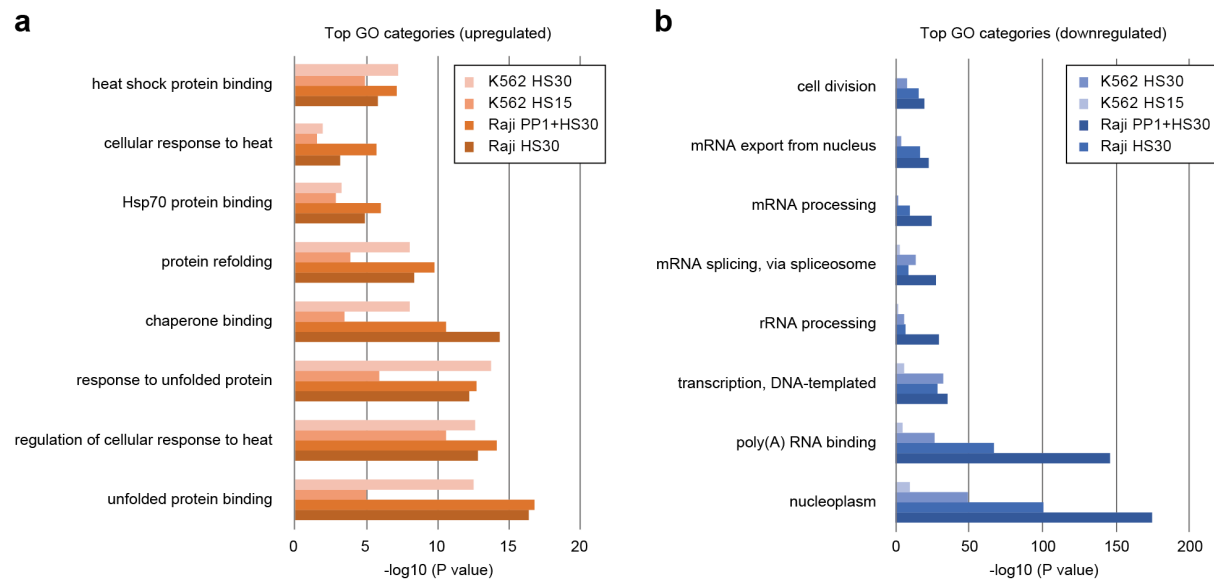 a
Top GO categories (upregulated)
heat shock protein binding
cellular response to heat
Hsp70 protein binding
protein refolding
chaperone binding
response to unfolded protein
regulation of cellular response to heat
unfolded protein binding
K562 HS30
K562 HS15
Raji PP1+HS30
Raji HS30
0 5 10 15 20
-log10 (P value)
b
Top GO categories (downregulated)
cell division
mRNA export from nucleus
mRNA processing
mRNA splicing, via spliceosome
rRNA processing
transcription, DNA-templated
poly(A) RNA binding
nucleoplasm
K562 HS30
K562 HS15
Raji PP1+HS30
Raji HS30
0 50 100 150 200
-log10 (P value)